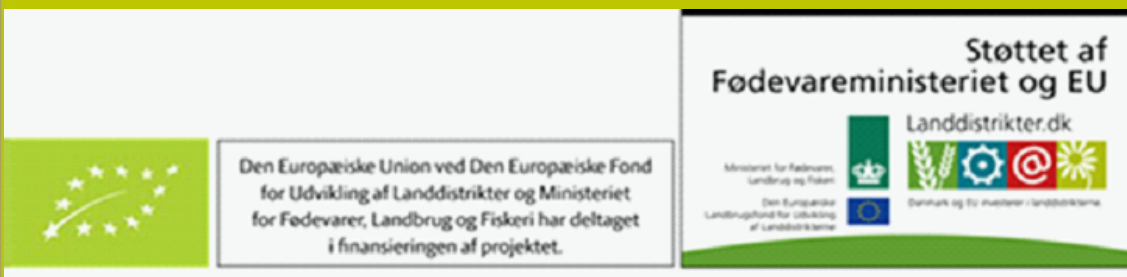 Den Europæiske Union ved Den Europæiske Fond
for Udvikling af Landdistrikter og Ministeriet
for Fødevarer, Landbrug og Fiskeri har deltaget
i finansieringen af projektet.
Støttet af
Fødevareministeriet og EU
Landdistrikter.dk
Ministeriet for Fødevarer,
Landbrug og Fiskeri
Den Europæiske
Landbrugsfond for Udvikling
af Landdistrikterne
@
Danmark og EU investerer i landdistrikterne